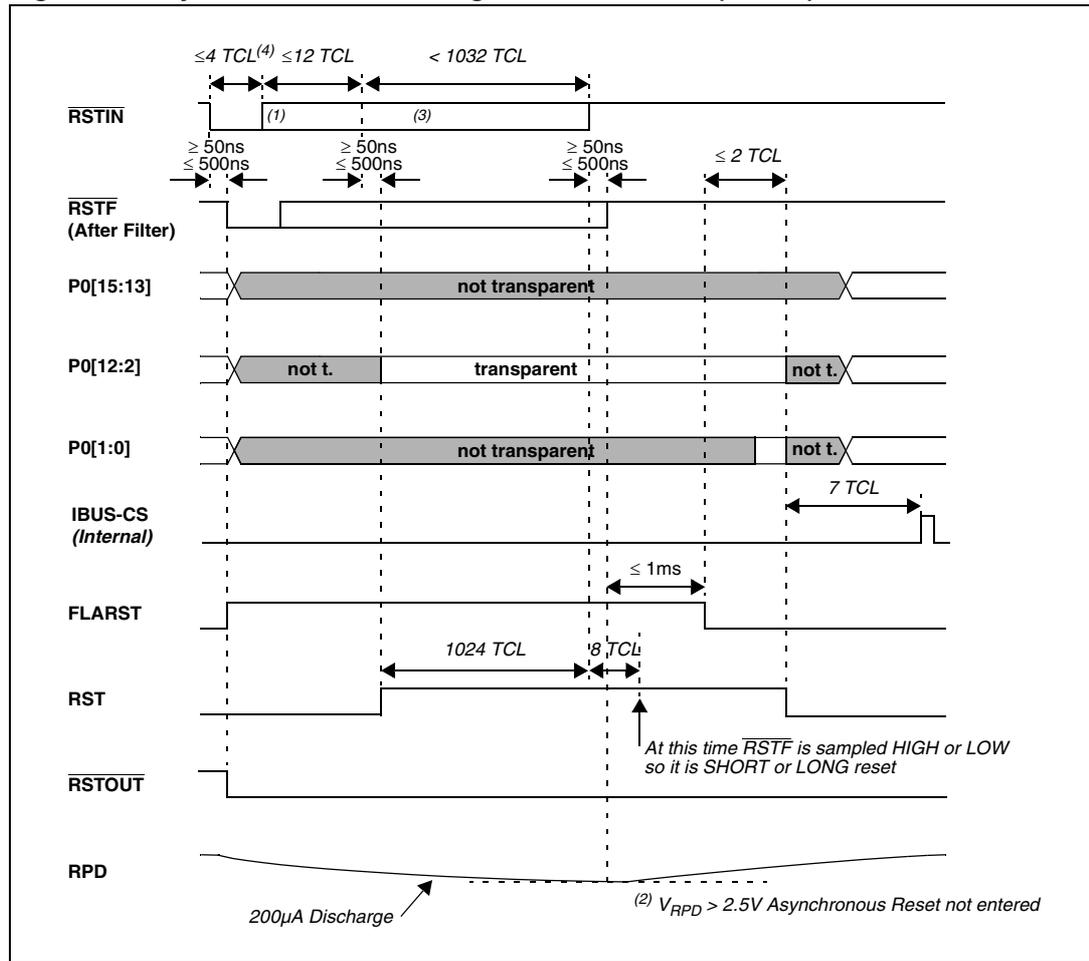 ≤4 TCL(4) ≤12 TCL < 1032 TCL
RSTIN (1) (3)
≥ 50ns ≥ 50ns ≥ 50ns
≤ 500ns ≤ 500ns ≤ 500ns ≤ 2 TCL
RSTF
(After Filter)
P0[15:13] not transparent
P0[12:2] not t. transparent not t.
P0[1:0] not transparent not t.
7 TCL
IBUS-CS
(Internal)
≤ 1ms
FLARST
1024 TCL 8 TCL
RST
At this time RSTF is sampled HIGH or LOW
so it is SHORT or LONG reset
RSTOUT
RPD
200µA Discharge
(2) VRPD > 2.5V Asynchronous Reset not entered